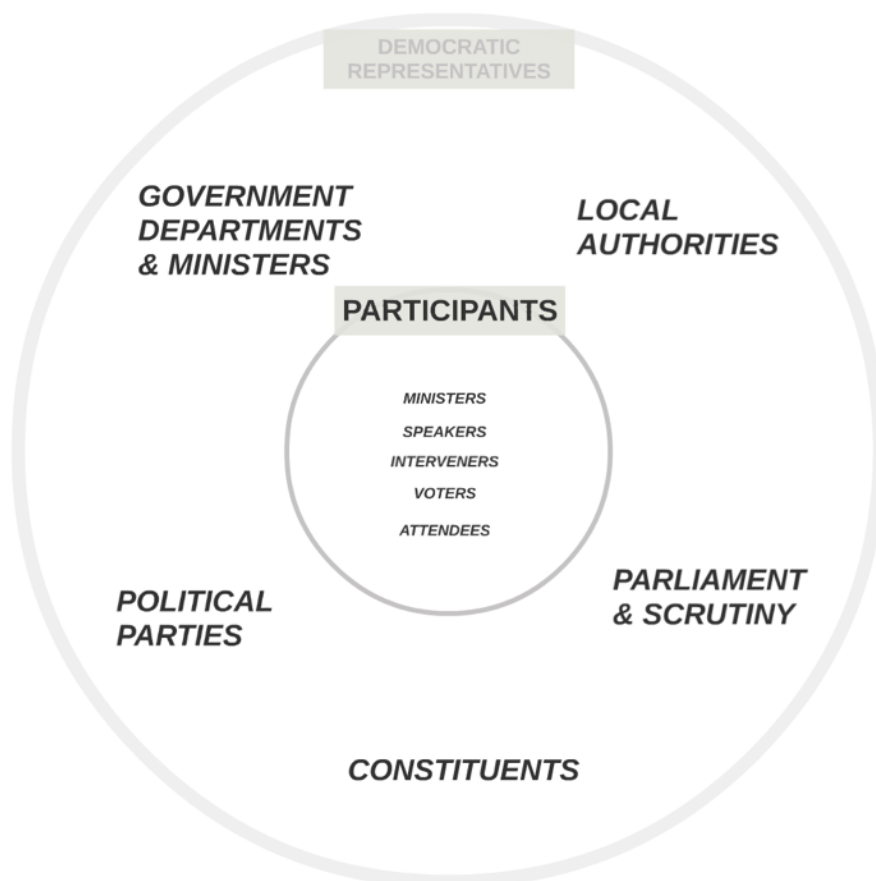 DEMOCRATIC
REPRESENTATIVES
GOVERNMENT
DEPARTMENTS
& MINISTERS
LOCAL
AUTHORITIES
PARTICIPANTS
MINISTERS
SPEAKERS
INTERVENERS
VOTERS
ATTENDEES
POLITICAL
PARTIES
PARLIAMENT
& SCRUTINY
CONSTITUENTS